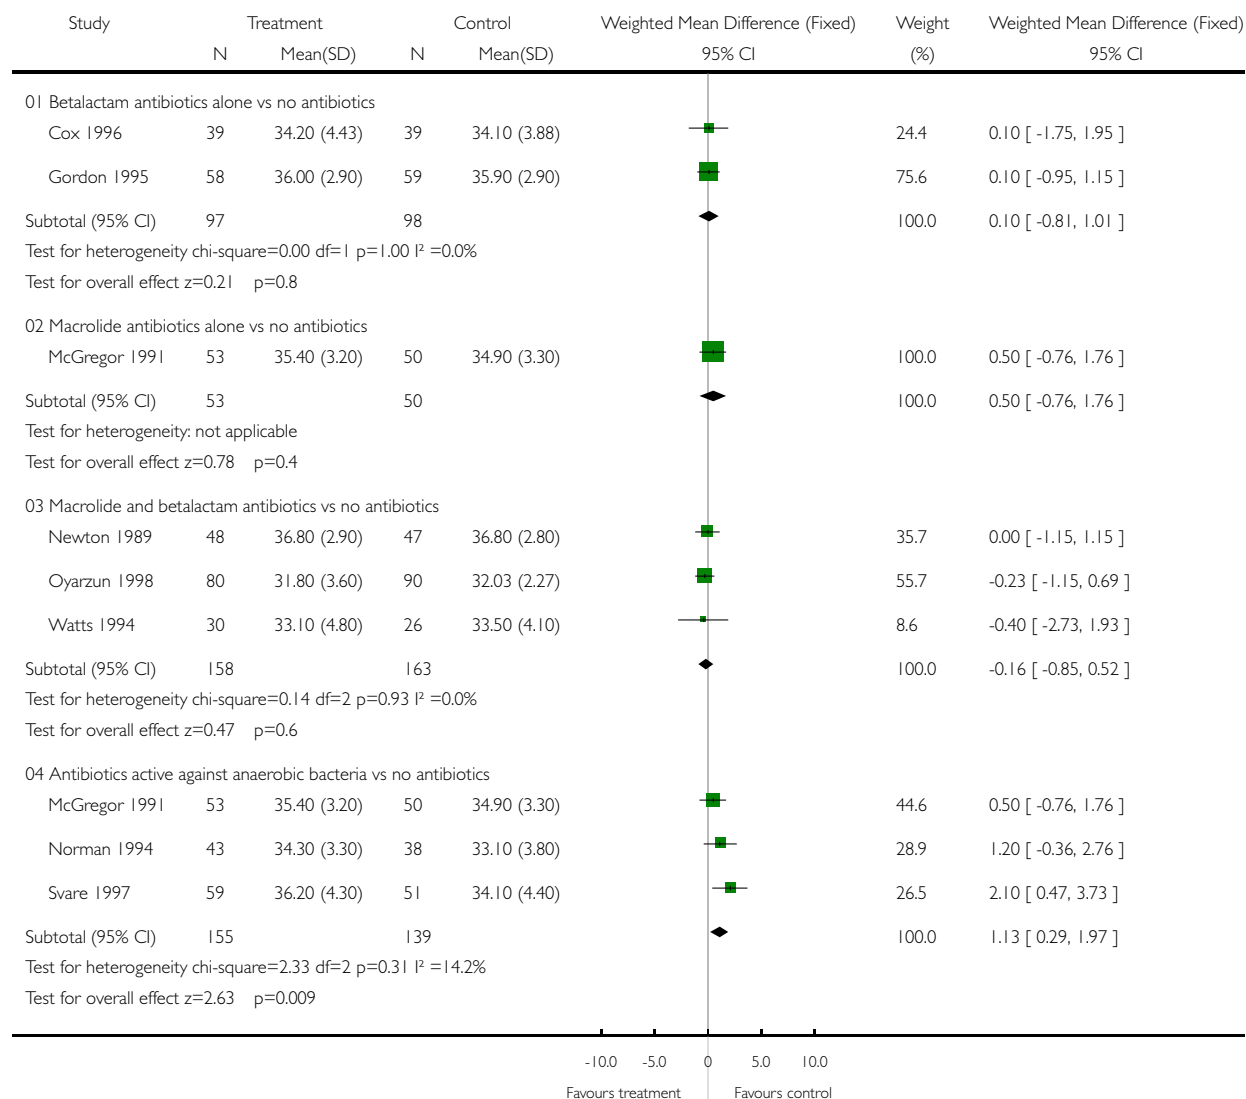 Study Treatment Control Weighted Mean Difference (Fixed) Weight Weighted Mean Difference (Fixed)
N Mean(SD) N Mean(SD) 95% CI (%) 95% CI
01 Betalactam antibiotics alone vs no antibiotics
Cox 1996 39 34.20 (4.43) 39 34.10 (3.88) 24.4 0.10 [ -1.75, 1.95 ]
Gordon 1995 58 36.00 (2.90) 59 35.90 (2.90) 75.6 0.10 [ -0.95, 1.15 ]
Subtotal (95% CI) 97 98 100.0 0.10 [ -0.81, 1.01 ]
Test for heterogeneity chi-square=0.00 df=1 p=1.00 I² =0.0%
Test for overall effect z=0.21 p=0.8
02 Macrolide antibiotics alone vs no antibiotics
McGregor 1991 53 35.40 (3.20) 50 34.90 (3.30) 100.0 0.50 [ -0.76, 1.76 ]
Subtotal (95% CI) 53 50 100.0 0.50 [ -0.76, 1.76 ]
Test for heterogeneity: not applicable
Test for overall effect z=0.78 p=0.4
03 Macrolide and betalactam antibiotics vs no antibiotics
Newton 1989 48 36.80 (2.90) 47 36.80 (2.80) 35.7 0.00 [ -1.15, 1.15 ]
Oyarzun 1998 80 31.80 (3.60) 90 32.03 (2.27) 55.7 -0.23 [ -1.15, 0.69 ]
Watts 1994 30 33.10 (4.80) 26 33.50 (4.10) 8.6 -0.40 [ -2.73, 1.93 ]
Subtotal (95% CI) 158 163 100.0 -0.16 [ -0.85, 0.52 ]
Test for heterogeneity chi-square=0.14 df=2 p=0.93 I² =0.0%
Test for overall effect z=0.47 p=0.6
04 Antibiotics active against anaerobic bacteria vs no antibiotics
McGregor 1991 53 35.40 (3.20) 50 34.90 (3.30) 44.6 0.50 [ -0.76, 1.76 ]
Norman 1994 43 34.30 (3.30) 38 33.10 (3.80) 28.9 1.20 [ -0.36, 2.76 ]
Svare 1997 59 36.20 (4.30) 51 34.10 (4.40) 26.5 2.10 [ 0.47, 3.73 ]
Subtotal (95% CI) 155 139 100.0 1.13 [ 0.29, 1.97 ]
Test for heterogeneity chi-square=2.33 df=2 p=0.31 I² =14.2%
Test for overall effect z=2.63 p=0.009
-10.0 -5.0 0 5.0 10.0
Favours treatment Favours control